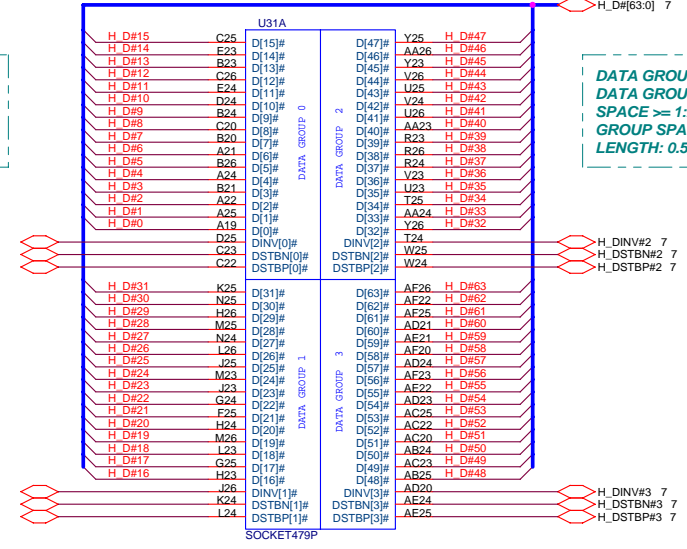 H_D#[63:0] 7
U31A
H_D#15 C25 D[15]# D[47]# Y25 H_D#47
H_D#14 E23 D[14]# D[46]# AA26 H_D#46
H_D#13 B23 D[13]# D[45]# Y23 H_D#45
H_D#12 C26 D[12]# D[44]# V26 H_D#44
H_D#11 E24 D[11]# D[43]# U25 H_D#43
H_D#10 D24 D[10]# D[42]# V24 H_D#42
H_D#9 B24 D[9]# D[41]# U26 H_D#41
H_D#8 C20 D[8]# D[40]# AA23 H_D#40
H_D#7 B20 D[7]# D[39]# R23 H_D#39
H_D#6 A21 D[6]# D[38]# R26 H_D#38
H_D#5 B26 D[5]# D[37]# R24 H_D#37
H_D#4 A24 D[4]# D[36]# V23 H_D#36
H_D#3 B21 D[3]# D[35]# U23 H_D#35
H_D#2 A22 D[2]# D[34]# T25 H_D#34
H_D#1 A25 D[1]# D[33]# AA24 H_D#33
H_D#0 A19 D[0]# D[32]# Y26 H_D#32
D25 DINV[0]# DINV[2]# T24 H_DINV#2 7
C23 DSTBN[0]# DSTBN[2]# W25 H_DSTBN#2 7
C22 DSTBP[0]# DSTBP[2]# W24 H_DSTBP#2 7
DATA GROUP 0
DATA GROUP 2
DATA GROU
DATA GROU
SPACE >= 1:
GROUP SPA
LENGTH: 0.5
H_D#31 K25 D[31]# D[63]# AF26 H_D#63
H_D#30 N25 D[30]# D[62]# AF22 H_D#62
H_D#29 H26 D[29]# D[61]# AF25 H_D#61
H_D#28 M25 D[28]# D[60]# AD21 H_D#60
H_D#27 N24 D[27]# D[59]# AE21 H_D#59
H_D#26 L26 D[26]# D[58]# AF20 H_D#58
H_D#25 J25 D[25]# D[57]# AD24 H_D#57
H_D#24 M23 D[24]# D[56]# AF23 H_D#56
H_D#23 J23 D[23]# D[55]# AE22 H_D#55
H_D#22 G24 D[22]# D[54]# AD23 H_D#54
H_D#21 F25 D[21]# D[53]# AC25 H_D#53
H_D#20 H24 D[20]# D[52]# AC22 H_D#52
H_D#19 M26 D[19]# D[51]# AC20 H_D#51
H_D#18 L23 D[18]# D[50]# AB24 H_D#50
H_D#17 G25 D[17]# D[49]# AC23 H_D#49
H_D#16 H23 D[16]# D[48]# AB25 H_D#48
J26 DINV[1]# DINV[3]# AD20 H_DINV#3 7
K24 DSTBN[1]# DSTBN[3]# AE24 H_DSTBN#3 7
L24 DSTBP[1]# DSTBP[3]# AE25 H_DSTBP#3 7
DATA GROUP 1
DATA GROUP 3
SOCKET479P